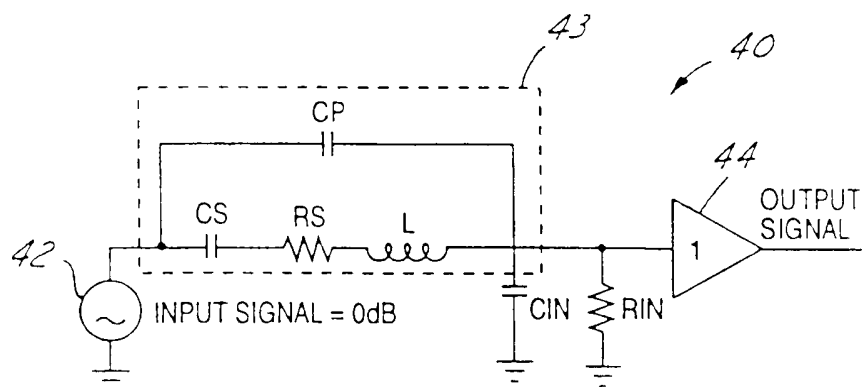 43
40
CP
44
CS
RS
L
OUTPUT
SIGNAL
1
42
INPUT SIGNAL = 0dB
CIN
RIN